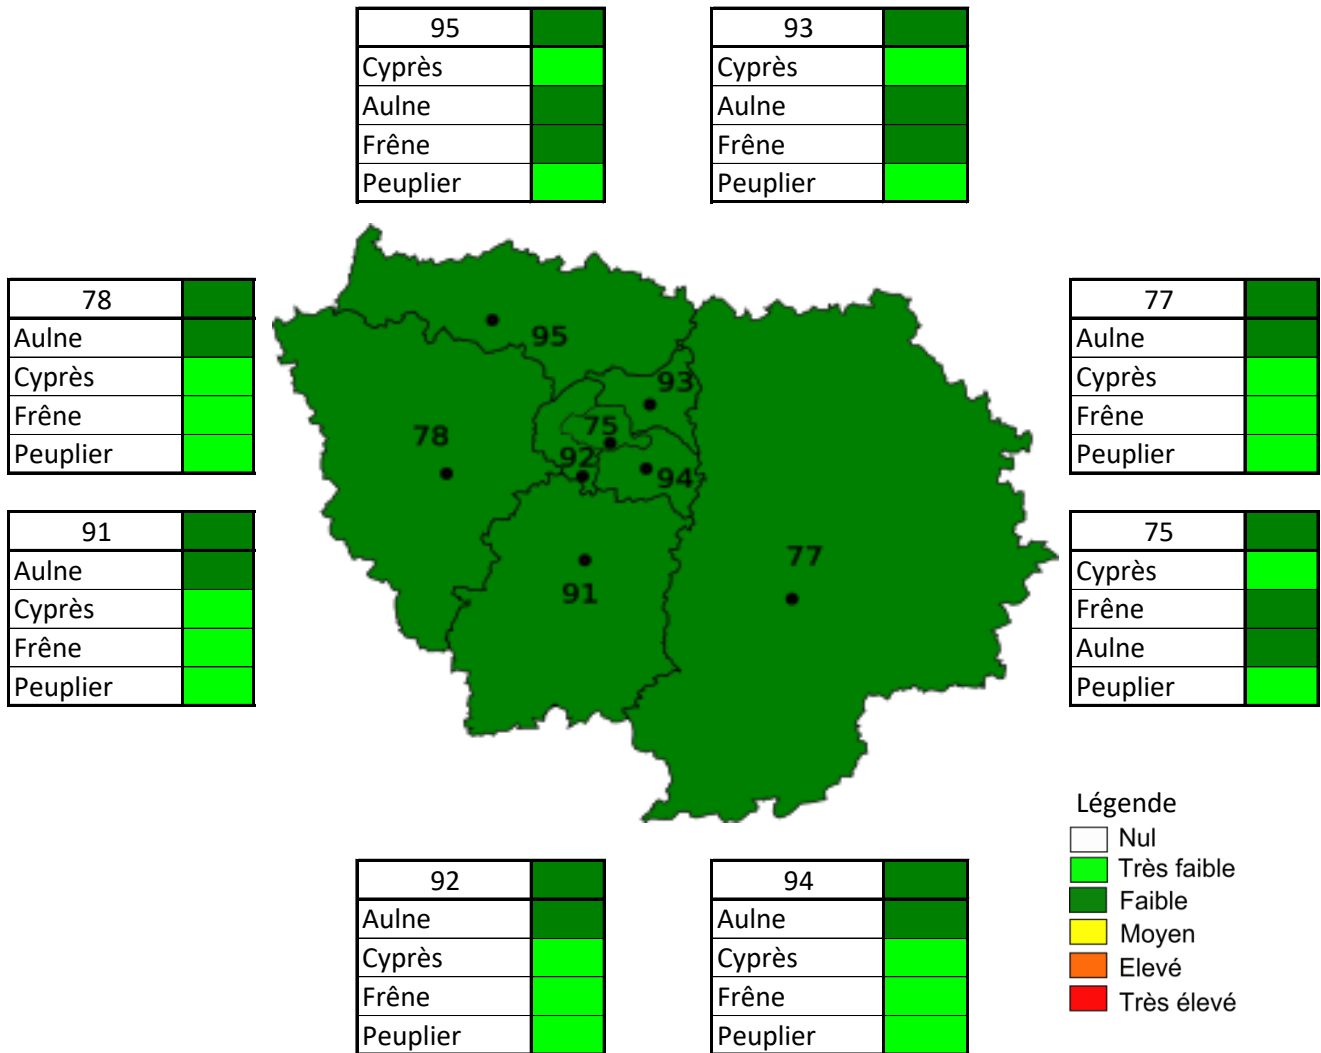 95
Cyprès
Aulne
Frêne
Peuplier
93
Cyprès
Aulne
Frêne
Peuplier
78
Aulne
Cyprès
Frêne
Peuplier
91
Aulne
Cyprès
Frêne
Peuplier
95
93
75
78
92
94
77
91
77
Aulne
Cyprès
Frêne
Peuplier
75
Cyprès
Frêne
Aulne
Peuplier
92
Aulne
Cyprès
Frêne
Peuplier
94
Aulne
Cyprès
Frêne
Peuplier
Légende
Nul
Très faible
Faible
Moyen
Elevé
Très élevé